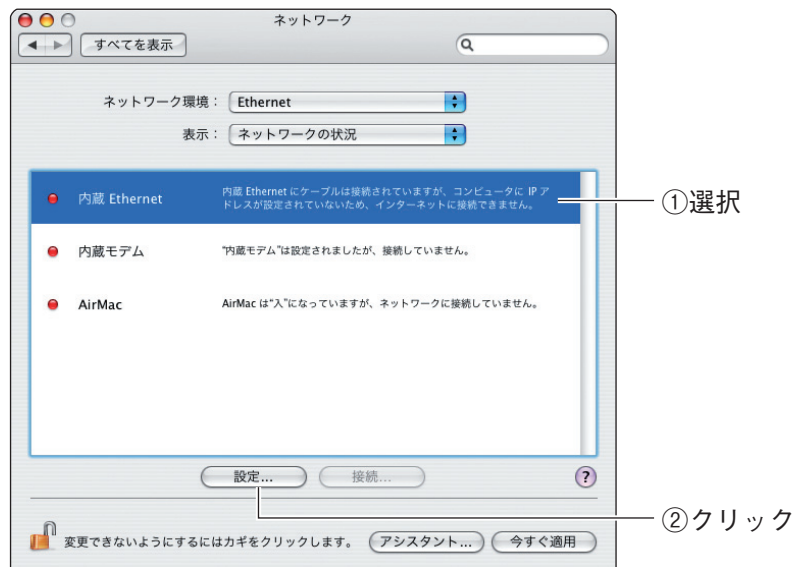 ネットワーク
すべてを表示
ネットワーク環境： Ethernet
表示： ネットワークの状況
内蔵 Ethernet
内蔵 Ethernet にケーブルは接続されていますが、コンピュータに IP ア
ドレスが設定されていないため、インターネットに接続できません。
①選択
内蔵モデム
“内蔵モデム”は設定されましたが、接続していません。
AirMac
AirMac は“入”になっていますが、ネットワークに接続していません。
設定... 接続... ?
②クリック
変更できないようにするにはカギをクリックします。 アシスタント... 今すぐ適用